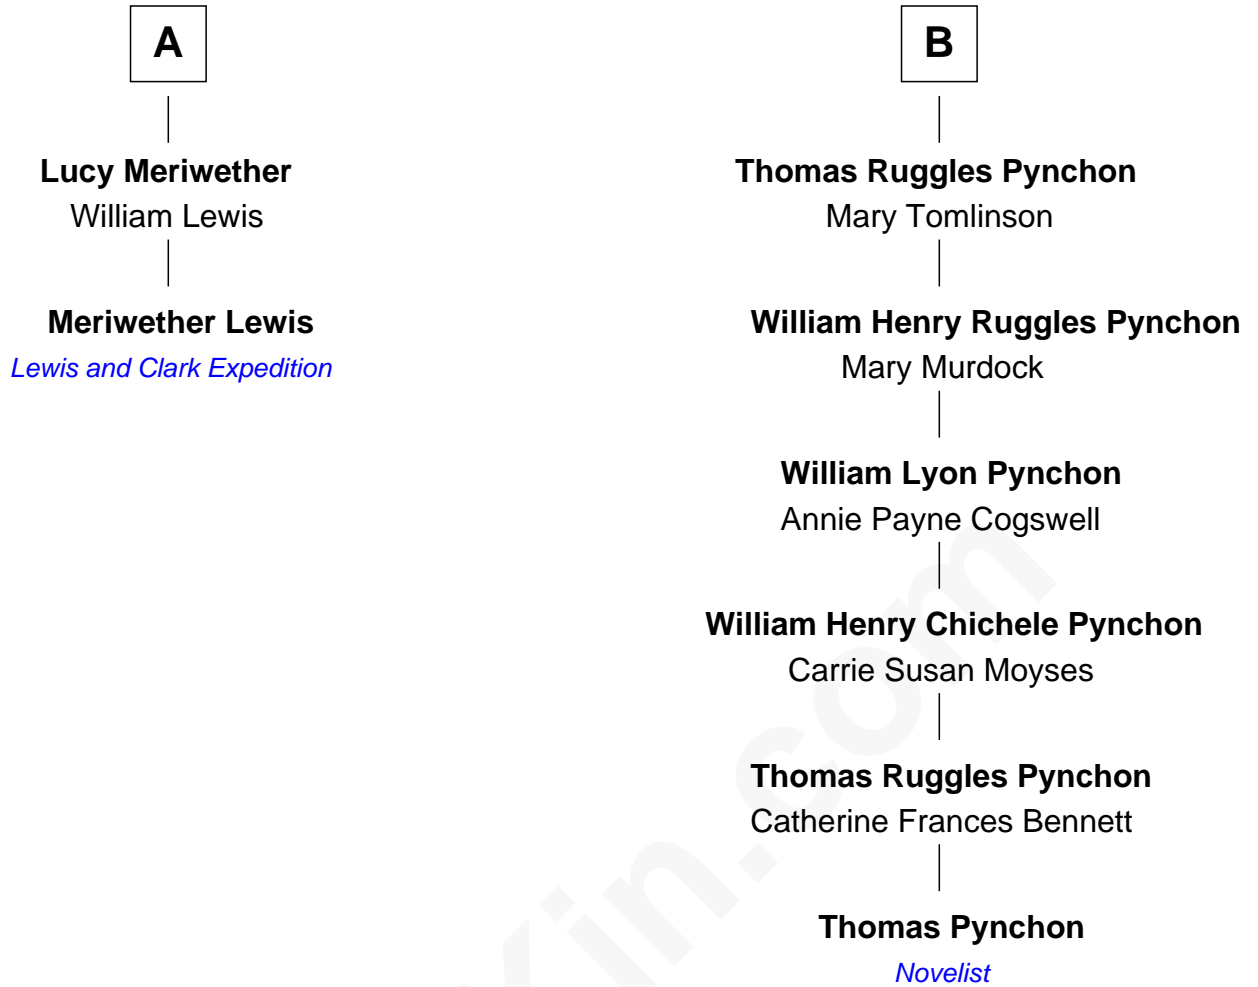 A
Lucy Meriwether
William Lewis
Meriwether Lewis
Lewis and Clark Expedition
B
Thomas Ruggles Pynchon
Mary Tomlinson
William Henry Ruggles Pynchon
Mary Murdock
William Lyon Pynchon
Annie Payne Cogswell
William Henry Chichele Pynchon
Carrie Susan Moyses
Thomas Ruggles Pynchon
Catherine Frances Bennett
Thomas Pynchon
Novelist
Kin.com